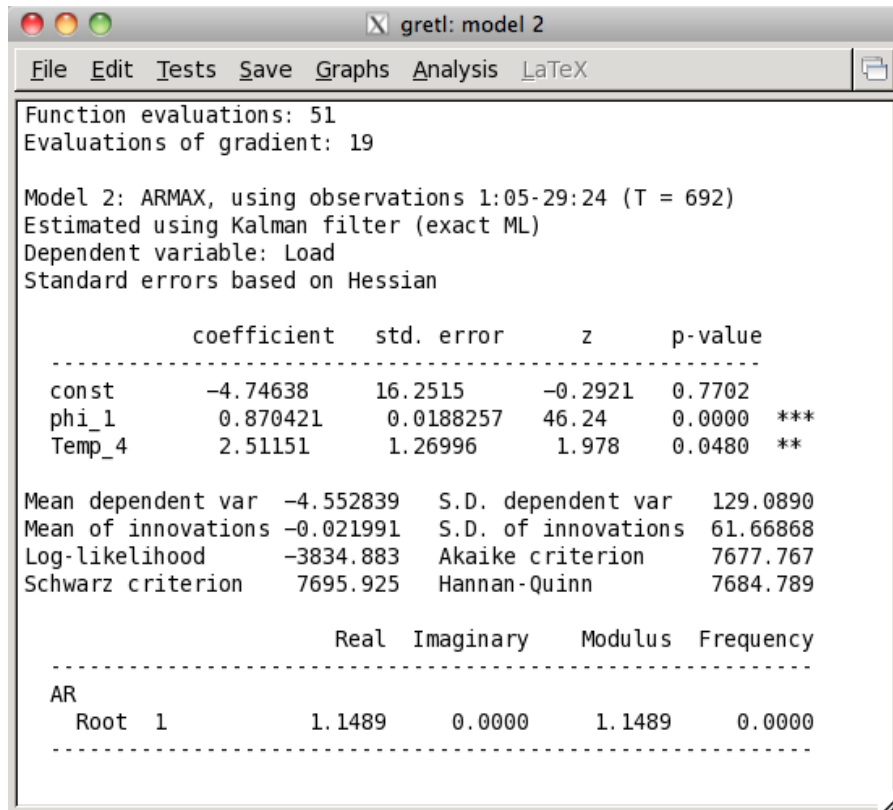 X gretl: model 2
File Edit Tests Save Graphs Analysis LaTeX
Function evaluations: 51
Evaluations of gradient: 19
Model 2: ARMAX, using observations 1:05-29:24 (T = 692)
Estimated using Kalman filter (exact ML)
Dependent variable: Load
Standard errors based on Hessian
coefficient std. error z p-value
const −4.74638 16.2515 −0.2921 0.7702
phi_1 0.870421 0.0188257 46.24 0.0000 ***
Temp_4 2.51151 1.26996 1.978 0.0480 **
Mean dependent var −4.552839 S.D. dependent var 129.0890
Mean of innovations −0.021991 S.D. of innovations 61.66868
Log-likelihood −3834.883 Akaike criterion 7677.767
Schwarz criterion 7695.925 Hannan-Quinn 7684.789
Real Imaginary Modulus Frequency
AR
Root 1 1.1489 0.0000 1.1489 0.0000